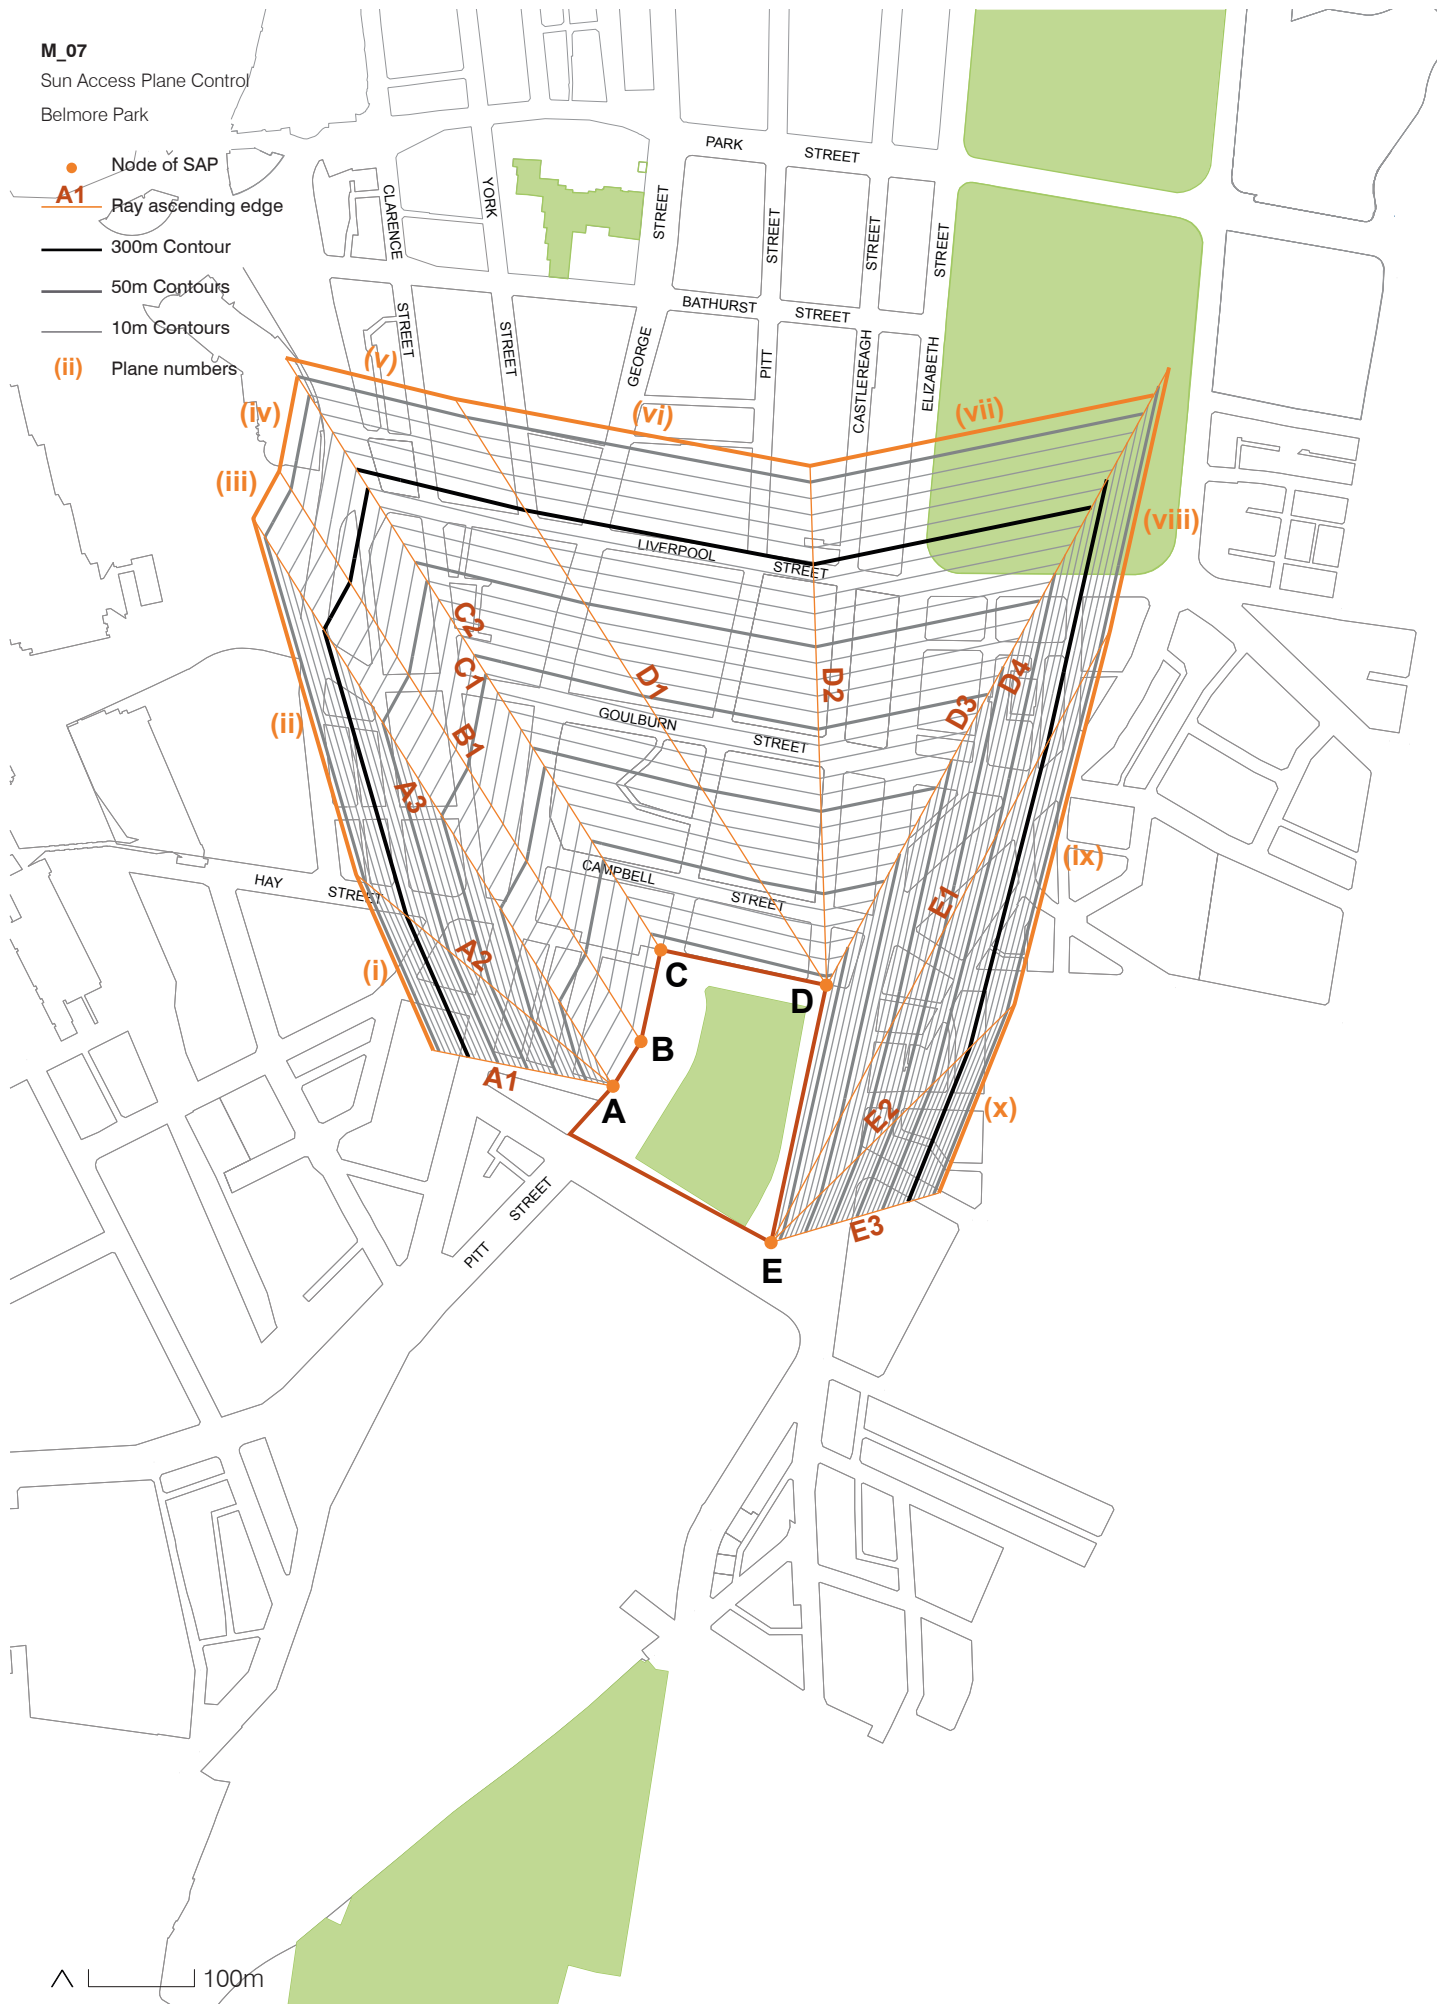 M_07
Sun Access Plane Control
Belmore Park
Node of SAP
A1
Ray ascending edge
300m Contour
50m Contours
10m Contours
(ii)
Plane numbers
PARK
STREET
CLARENCE
STREET
YORK
STREET
GEORGE
STREET
PITT
STREET
CASTLEREAGH
STREET
ELIZABETH
STREET
BATHURST
STREET
(v)
(iv)
(vi)
(vii)
(iii)
(viii)
LIVERPOOL
STREET
C2
C1
D1
D2
D3
D4
(ii)
B1
GOULBURN
STREET
A3
(ix)
CAMPBELL
STREET
HAY
STREET
E1
A2
(i)
C
D
B
A1
A
E2
(x)
PITT
STREET
E3
E
100m